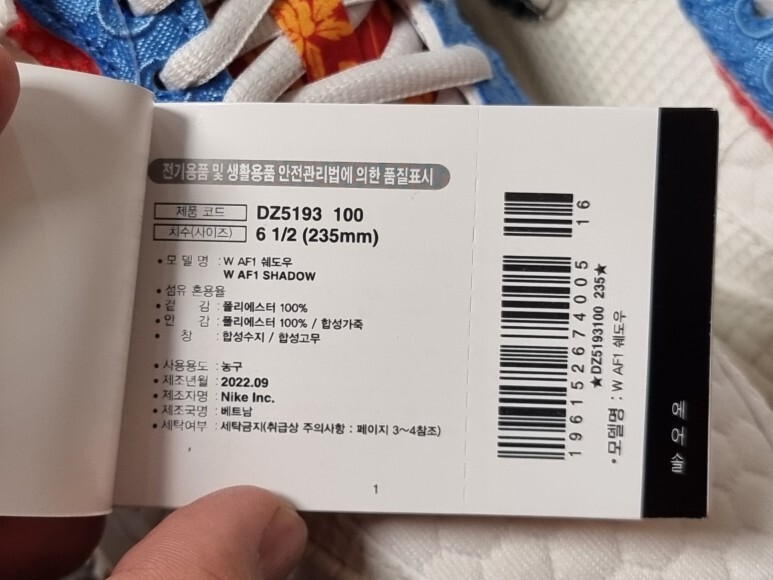 전기용품 및 생활용품 안전관리법에 의한 품질표시
제품 코드 DZ5193 100
치수(사이즈) 6 1/2 (235mm)
• 모 델 명 : W AF1 쉐도우
W AF1 SHADOW
• 섬유 혼용율
• 겉 감 : 폴리에스터 100%
• 안 감 : 폴리에스터 100% / 합성가죽
• 창 : 합성수지 / 합성고무
• 사용용도 : 농구
• 제조년월 : 2022.09
• 제조자명 : Nike Inc.
• 제조국명 : 베트남
• 세탁여부 : 세탁금지(취급상 주의사항 : 페이지 3~4참조)
1
196152674005 16
★DZ5193100 235★
• 모델명 : W AF1 쉐도우
에어솔